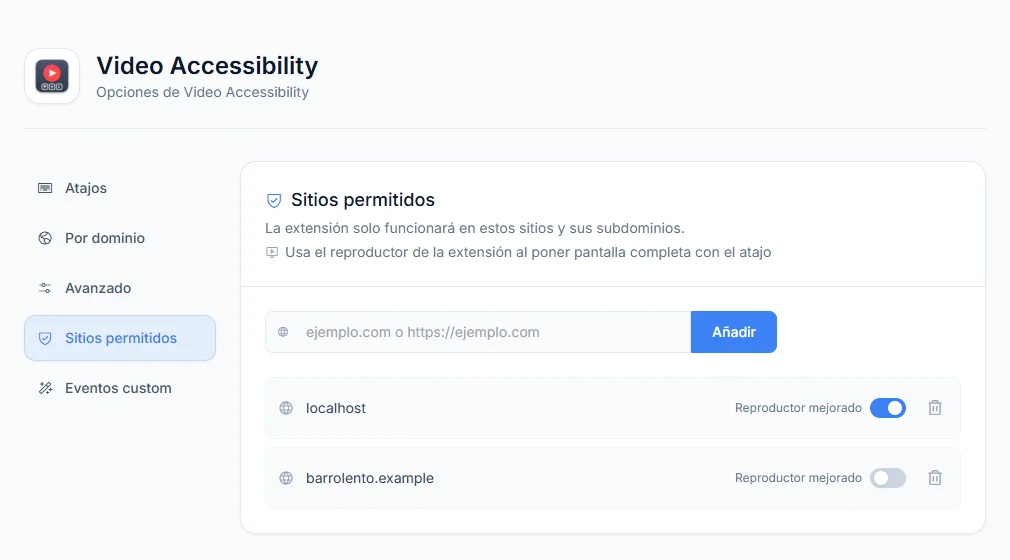 Video Accessibility
Opciones de Video Accessibility
Atajos
Por dominio
Avanzado
Sitios permitidos
Eventos custom
Sitios permitidos
La extensión solo funcionará en estos sitios y sus subdominios.
Usa el reproductor de la extensión al poner pantalla completa con el atajo
ejemplo.com o https://ejemplo.com
Añadir
localhost
Reproductor mejorado
barrolento.example
Reproductor mejorado